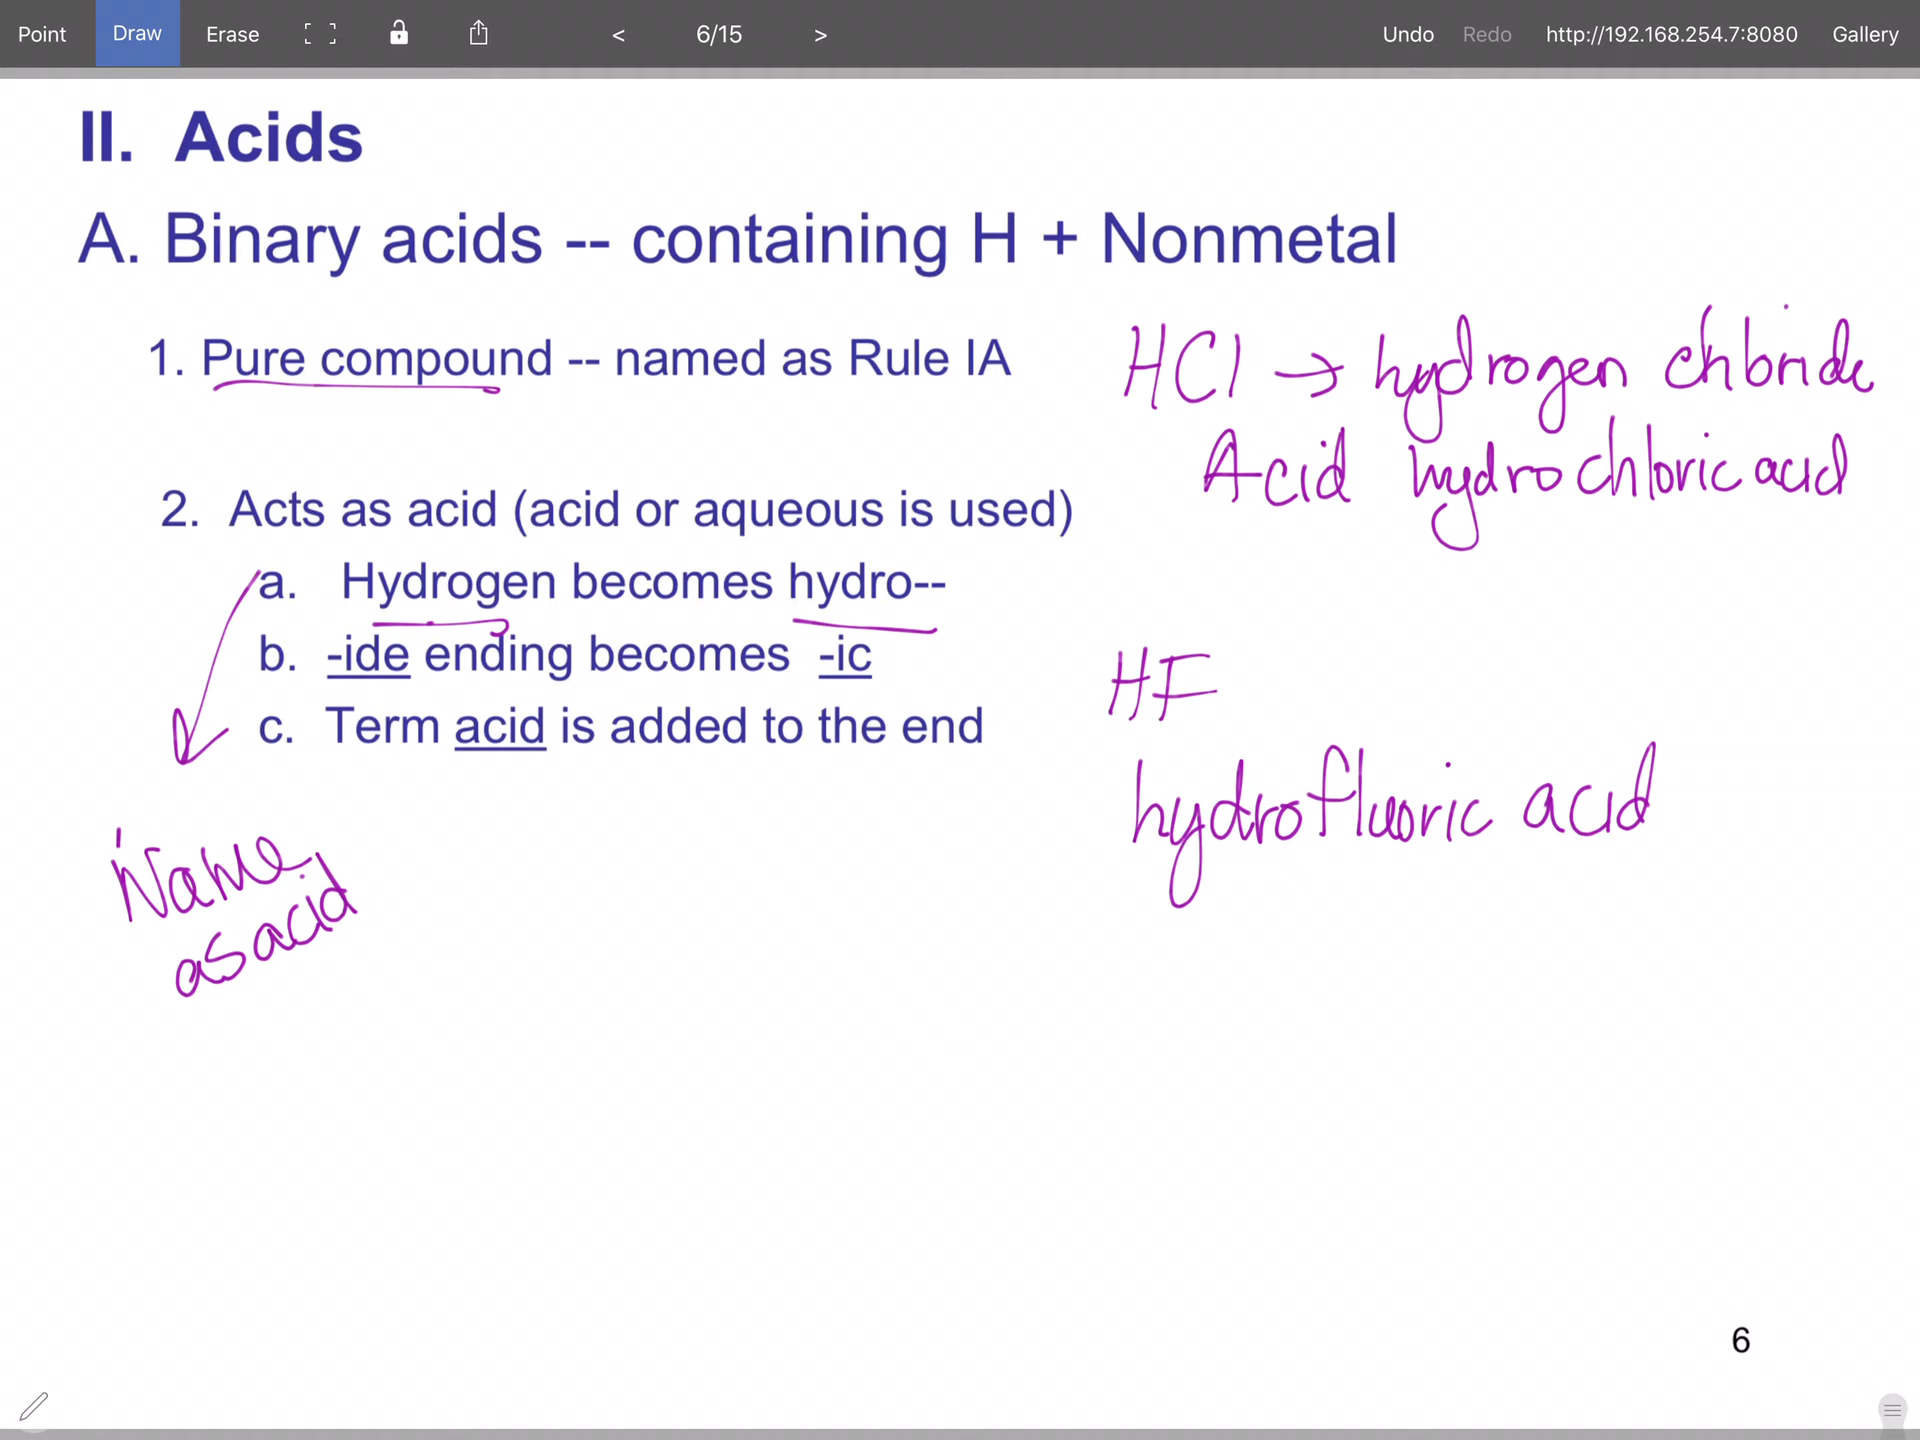 Point Draw Erase < 6/15 > Undo Redo http://192.168.254.7:8080 Gallery
II. Acids
A. Binary acids -- containing H + Nonmetal
1. Pure compound -- named as Rule IA
HCl → hydrogen chloride
Acid hydrochloric acid
2. Acts as acid (acid or aqueous is used)
a. Hydrogen becomes hydro--
b. -ide ending becomes -ic
c. Term acid is added to the end
HF
hydrofluoric acid
Name
as acid
6